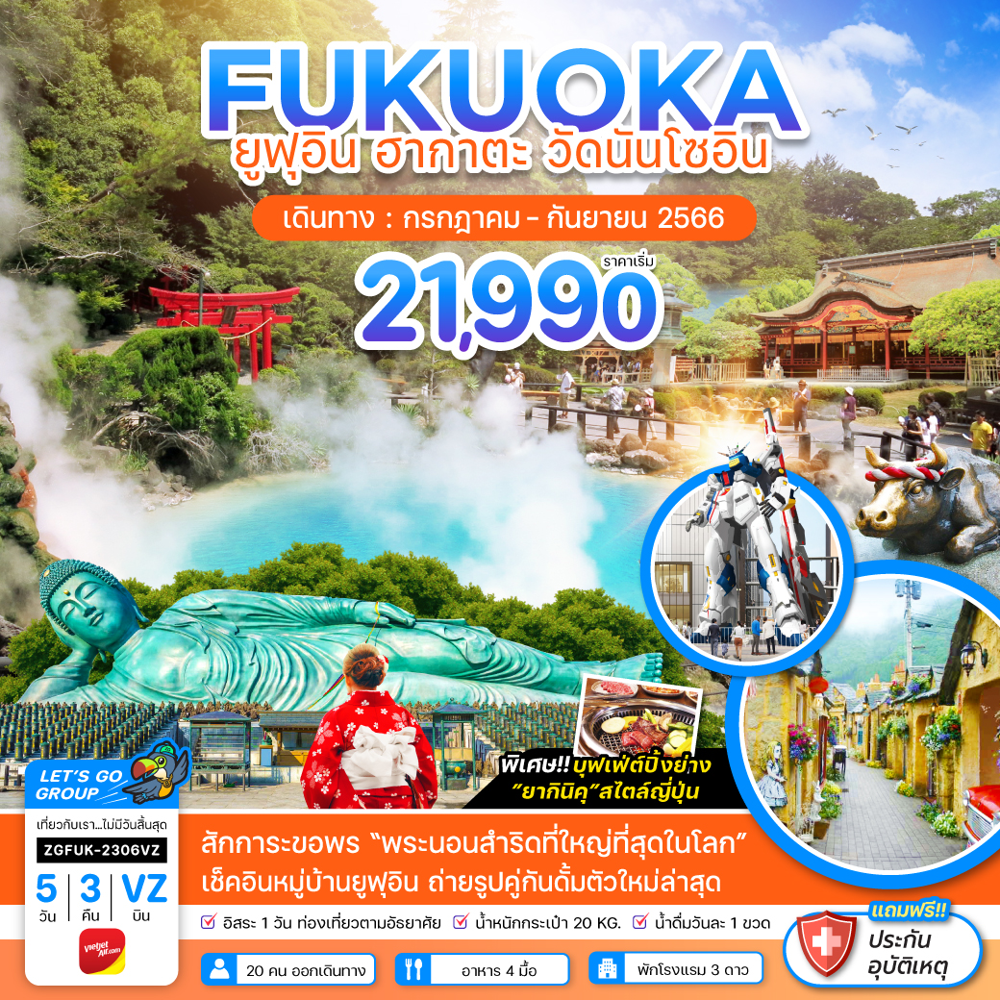 FUKUOKA
ยูฟุอิน ฮากาตะ วัดนันโซอิน
เดินทาง : กรกฎาคม - กันยายน 2566
ราคาเริ่ม
21,990
พิเศษ!! บุฟเฟ่ต์ปิ้งย่าง
"ยากินิคุ" สไตล์ญี่ปุ่น
LET'S GO
GROUP
เที่ยวกับเรา...ไม่มีวันสิ้นสุด
ZGFUK-2306VZ
5 3 VZ
วัน คืน บิน
Vietjet
Air.com
สักการะขอพร "พระนอนสำริดที่ใหญ่ที่สุดในโลก"
เช็คอินหมู่บ้านยูฟุอิน ถ่ายรูปคู่กันดั้มตัวใหม่ล่าสุด
อิสระ 1 วัน ท่องเที่ยวตามอัธยาศัย น้ำหนักกระเป๋า 20 KG. น้ำดื่มวันละ 1 ขวด
20 คน ออกเดินทาง อาหาร 4 มื้อ พักโรงแรม 3 ดาว
แถมฟรี!!
ประกัน
อุบัติเหตุ